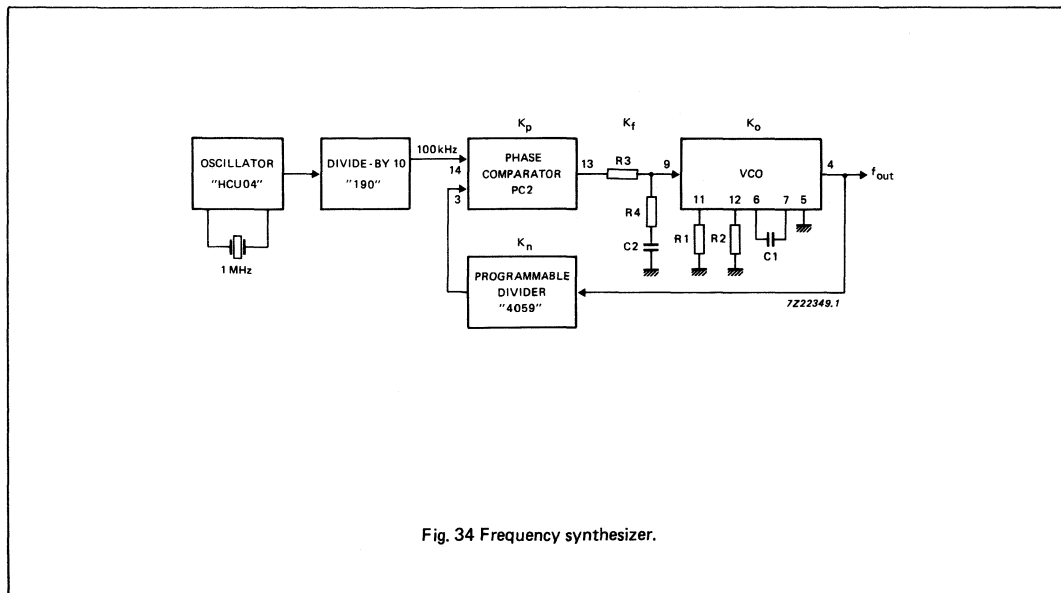 Kp
Kf
Ko
OSCILLATOR
"HCU04"
1 MHz
DIVIDE-BY 10
"190"
100 kHz
14
3
PHASE
COMPARATOR
PC2
13
R3
9
R4
C2
VCO
4
fout
11
12
6
7
5
R1
R2
C1
Kn
PROGRAMMABLE
DIVIDER
"4059"
7Z22349.1
Fig. 34 Frequency synthesizer.